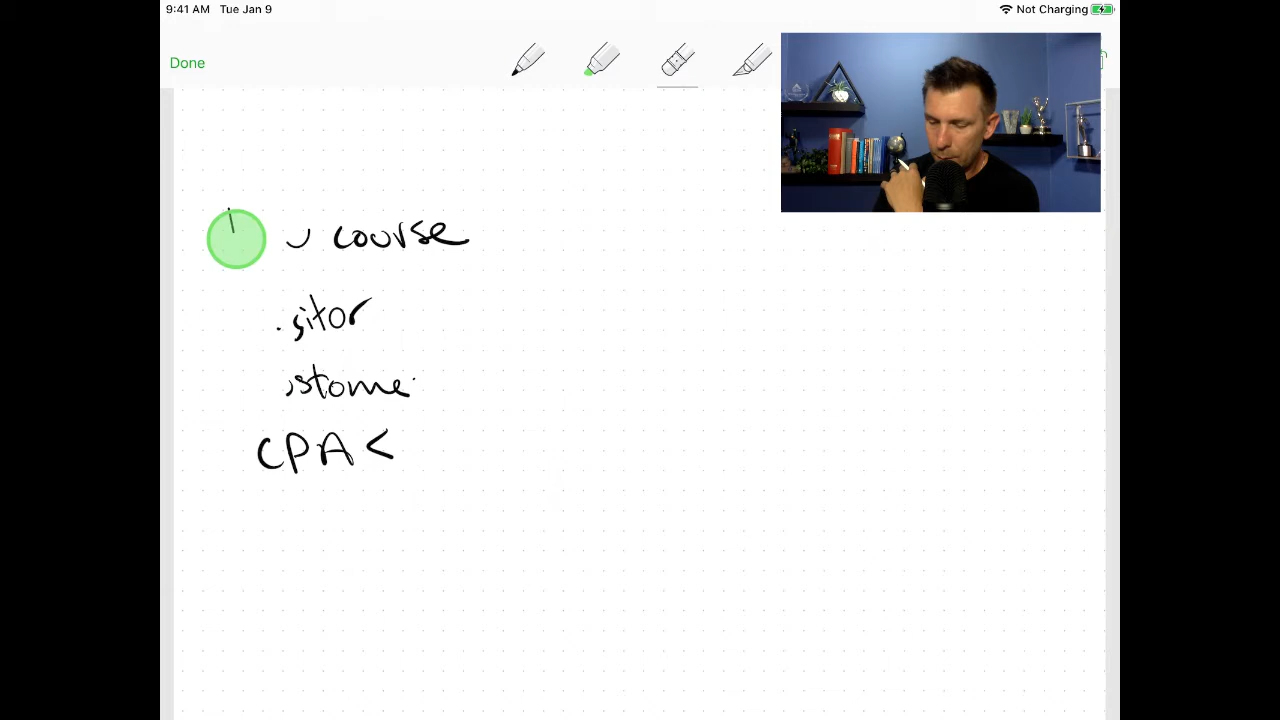 9:41 AM Tue Jan 9
Not Charging
Done
course
sitor
stome
CPA <